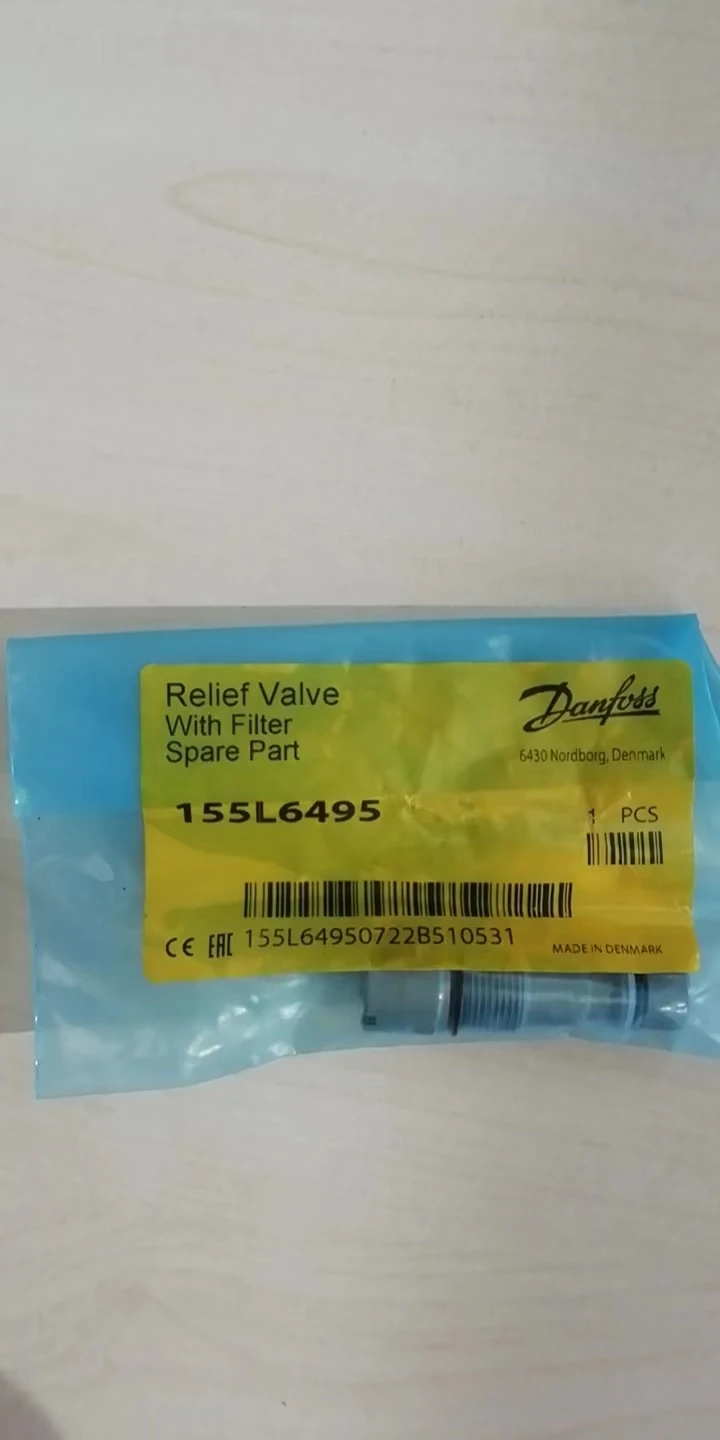 Relief Valve
With Filter
Spare Part
Danfoss
6430 Nordborg, Denmark
155L6495
1 PCS
CE EAC 155L64950722B510531
MADE IN DENMARK